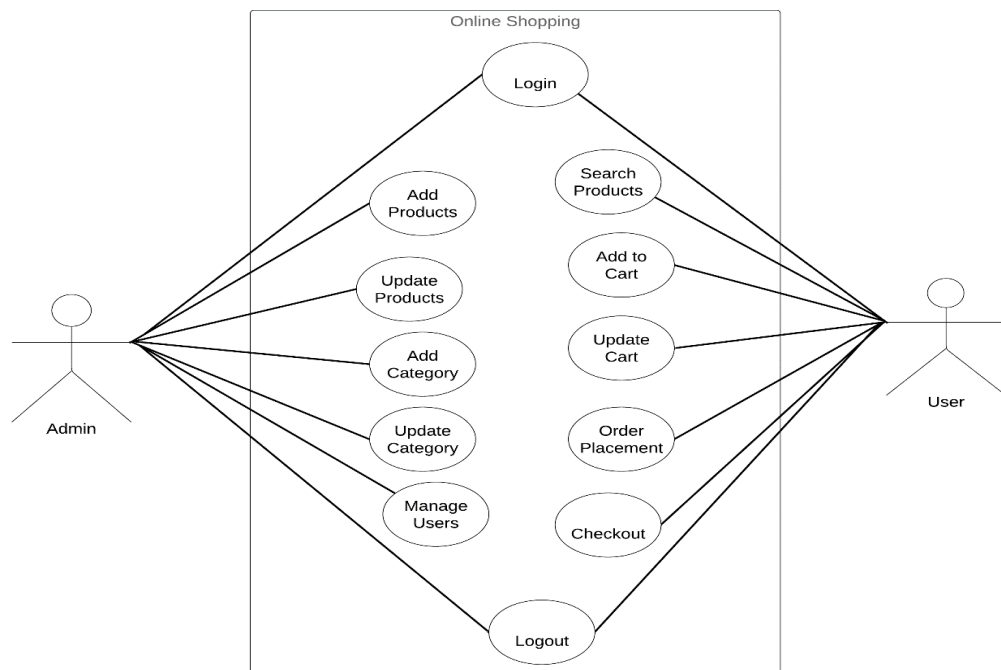 Online Shopping
Login
Search
Products
Add
Products
Add to
Cart
Update
Products
Update
Cart
Add
Category
User
Admin
Update
Category
Order
Placement
Manage
Users
Checkout
Logout